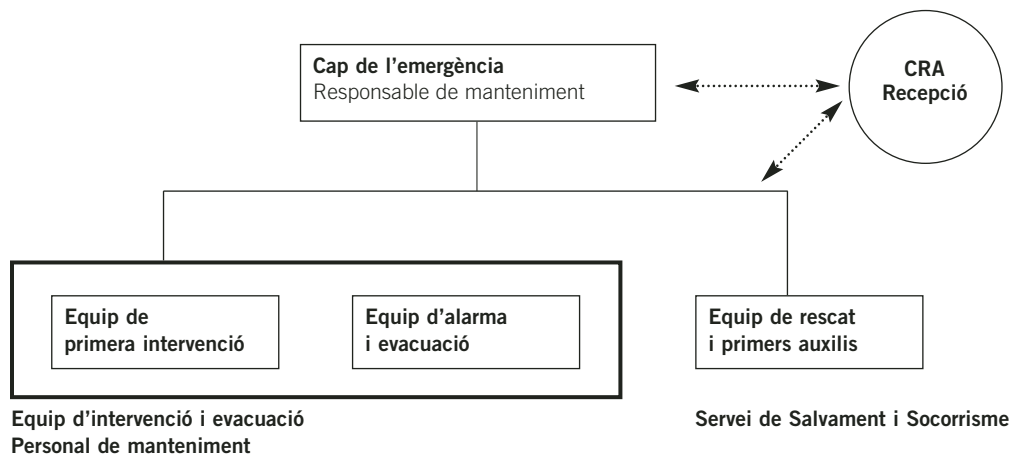 Cap de l'emergència
Responsable de manteniment
CRA
Recepció
Equip de
primera intervenció
Equip d'alarma
i evacuació
Equip de rescat
i primers auxilis
Equip d'intervenció i evacuació
Personal de manteniment
Servei de Salvament i Socorrisme